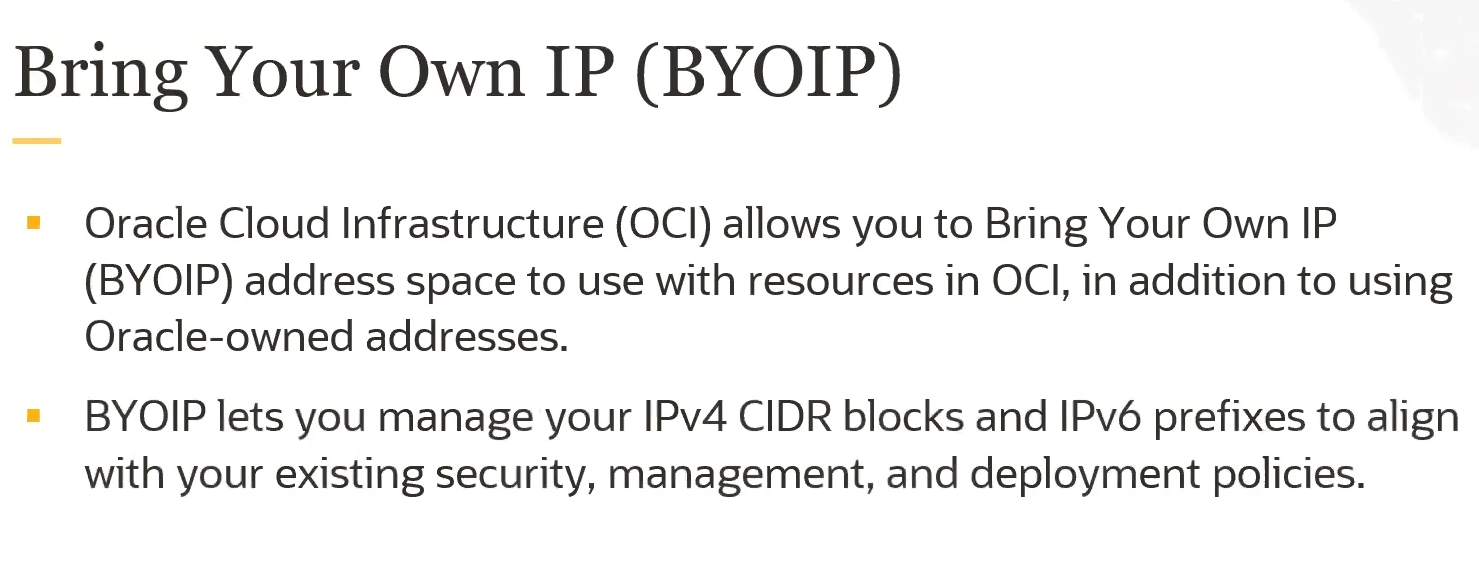 Bring Your Own IP (BYOIP)
Oracle Cloud Infrastructure (OCI) allows you to Bring Your Own IP
(BYOIP) address space to use with resources in OCI, in addition to using
Oracle-owned addresses.
BYOIP lets you manage your IPv4 CIDR blocks and IPv6 prefixes to align
with your existing security, management, and deployment policies.